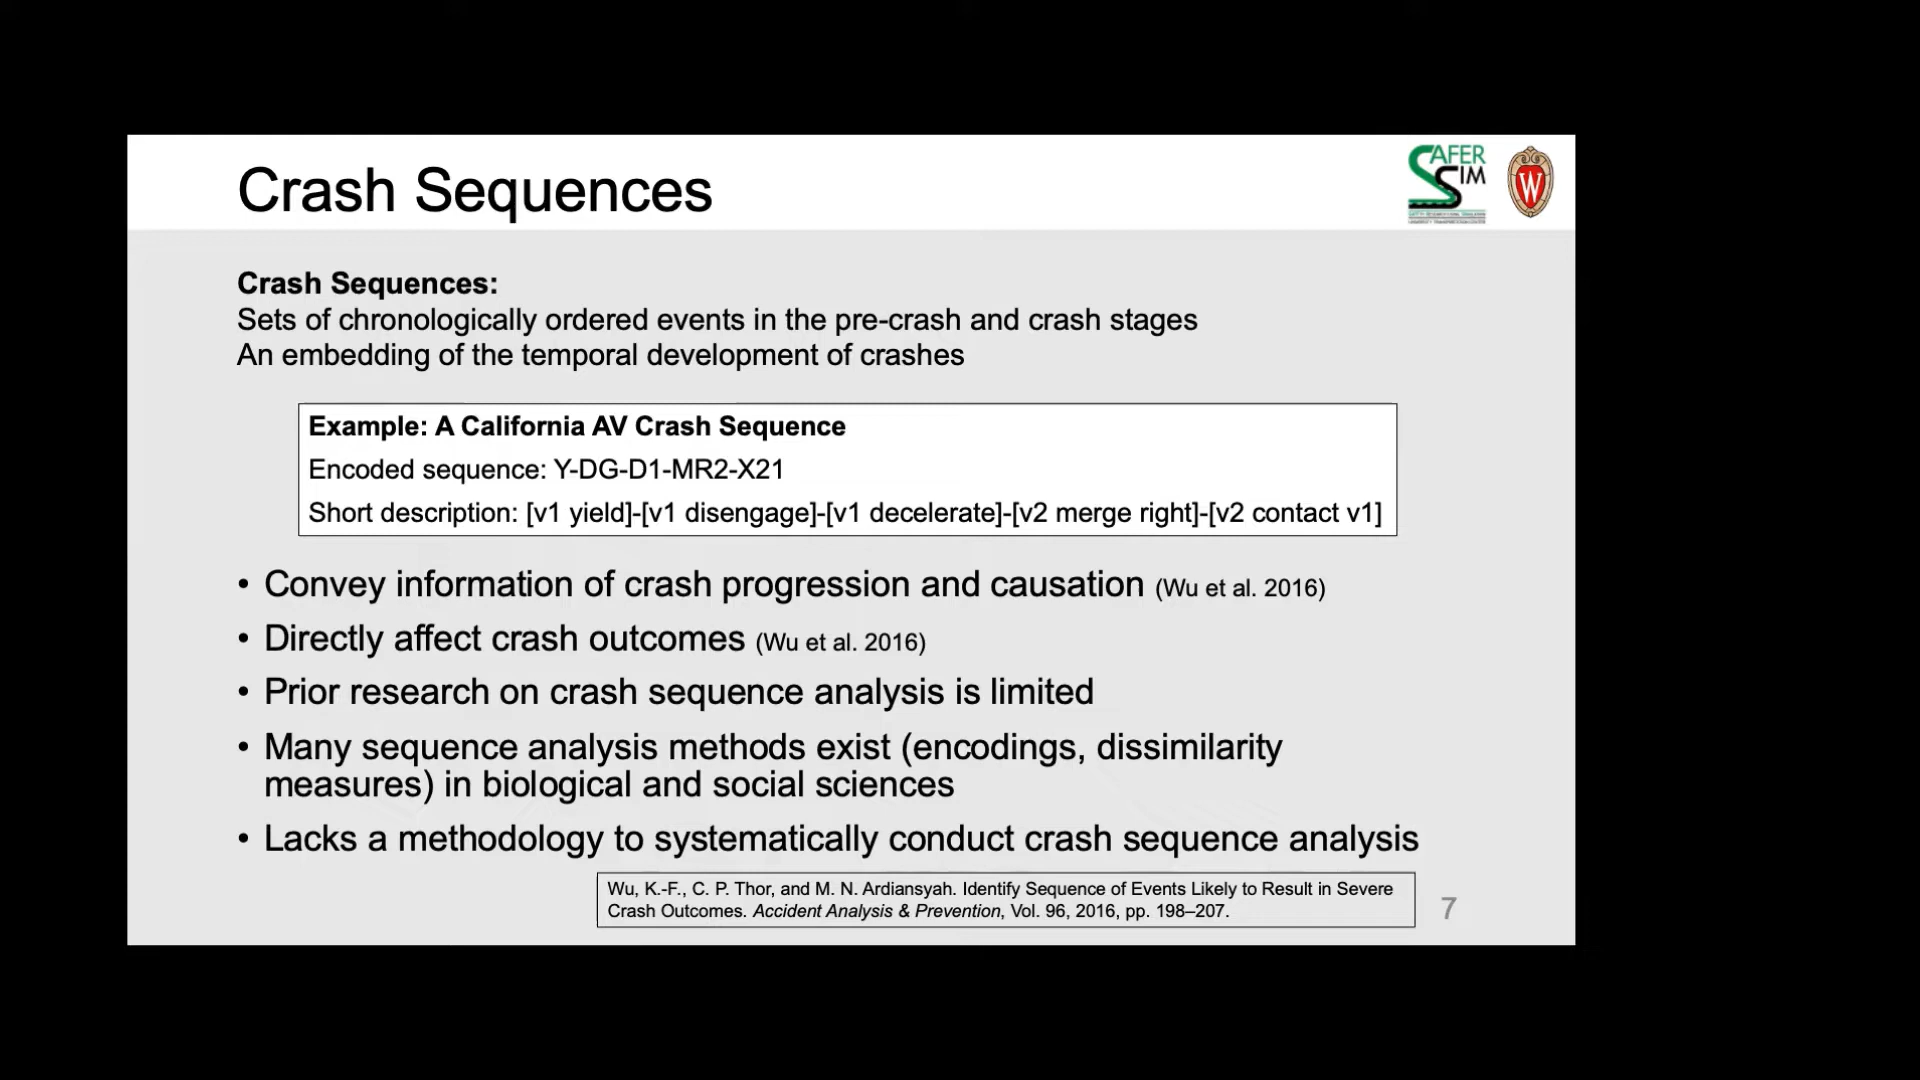 Crash Sequences
SAFER
SIM
W
Crash Sequences:
Sets of chronologically ordered events in the pre-crash and crash stages
An embedding of the temporal development of crashes
Example: A California AV Crash Sequence
Encoded sequence: Y-DG-D1-MR2-X21
Short description: [v1 yield]-[v1 disengage]-[v1 decelerate]-[v2 merge right]-[v2 contact v1]
• Convey information of crash progression and causation (Wu et al. 2016)
• Directly affect crash outcomes (Wu et al. 2016)
• Prior research on crash sequence analysis is limited
• Many sequence analysis methods exist (encodings, dissimilarity
measures) in biological and social sciences
• Lacks a methodology to systematically conduct crash sequence analysis
Wu, K.-F., C. P. Thor, and M. N. Ardiansyah. Identify Sequence of Events Likely to Result in Severe
Crash Outcomes. Accident Analysis & Prevention, Vol. 96, 2016, pp. 198–207.
7